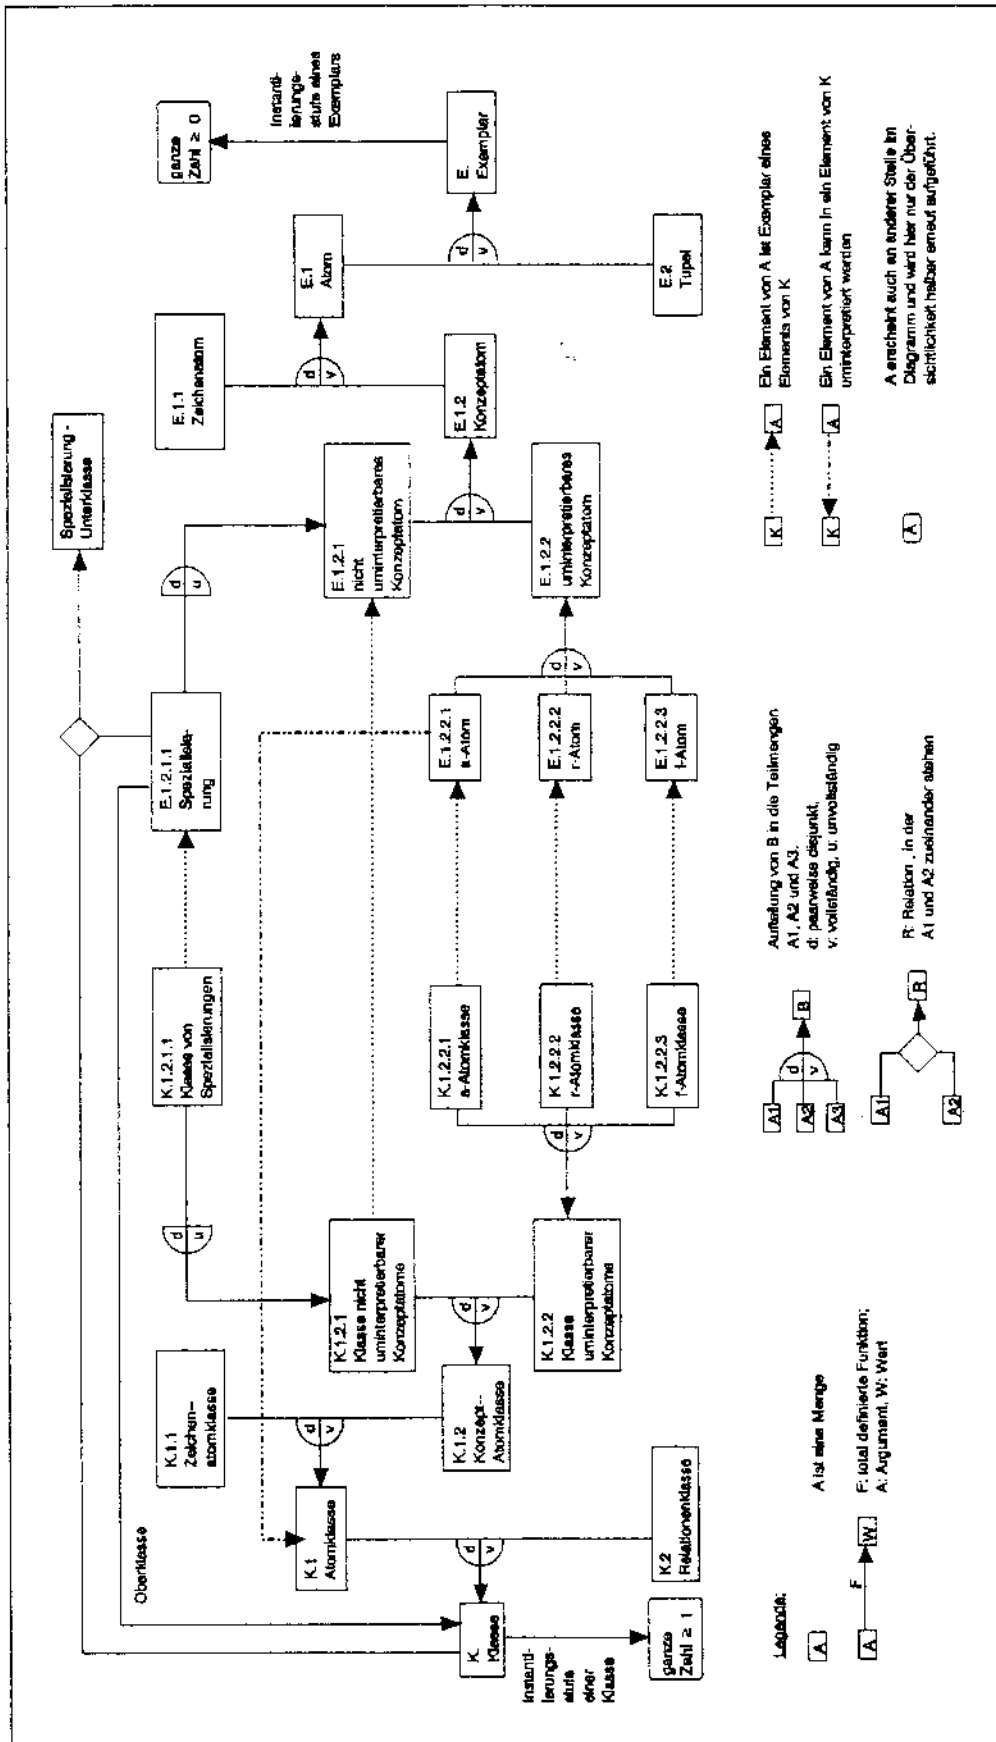 Oberklasse
Spezialisierung -
Unterklasse
K.1.1
Zeichen-
atomklasse
K.1.2.1.1
Klasse von
Spezialisierungen
E.1.2.1.1
Spezialisie-
rung
E.1.1
Zeichenatom
ganze
Zahl ≥ 0
Instanti-
ierungs-
stufe eines
Exemplars
d
u
d
u
K.1
Atomklasse
d
v
K.1.2.1
Klasse nicht
uminterpretierbarer
Konzeptatome
E.1.2.1
nicht
uminterpretierbares
Konzeptatom
d
v
E.1
Atom
K.
Klasse
d
v
K.1.2
Konzept--
Atomklasse
d
v
K.1.2.2.1
a-Atomklasse
E.1.2.2.1
a-Atom
d
v
E.1.2
Konzeptatom
d
v
E.
Exemplar
Instanti-
ierungs-
stufe
einer
Klasse
K.1.2.2
Klasse
uminterpretierbarer
Konzeptatome
d
v
K 1.2.2.2
r-Atomklasse
E.1.2.2.2
r-Atom
d
v
E.1.2.2
uminterpretierbares
Konzeptatom
ganze
Zahl ≥ 1
K.2
Relationenklasse
K.1.2.2.3
f-Atomklasse
E.1.2.2.3
f-Atom
E.2
Tupel
Legende:
A
A ist eine Menge
A
F
W
F: total definierte Funktion;
A: Argument, W: Wert
A1
A2
A3
d
v
B
Aufteilung von B in die Teilmengen
A1, A2 und A3.
d: paarweise disjunkt,
v: vollständig, u: unvollständig
A1
A2
R
R: Relation , in der
A1 und A2 zueinander stehen
K
A
Ein Element von A ist Exemplar eines
Elements von K
K
A
Ein Element von A kann in ein Element von K
uminterpretiert werden
A
A erscheint auch an anderer Stelle im
Diagramm und wird hier nur der Über-
sichtlichkeit halber erneut aufgeführt.